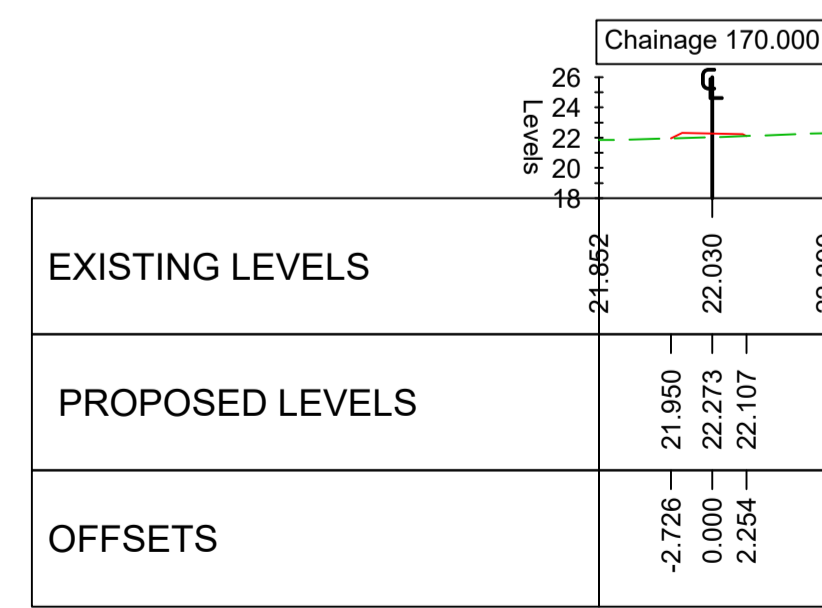 Chainage 170.000
℄
26
24
22
20
18
Levels
EXISTING LEVELS
21.852
22.030
PROPOSED LEVELS
21.950
22.273
22.107
OFFSETS
-2.726
0.000
2.254